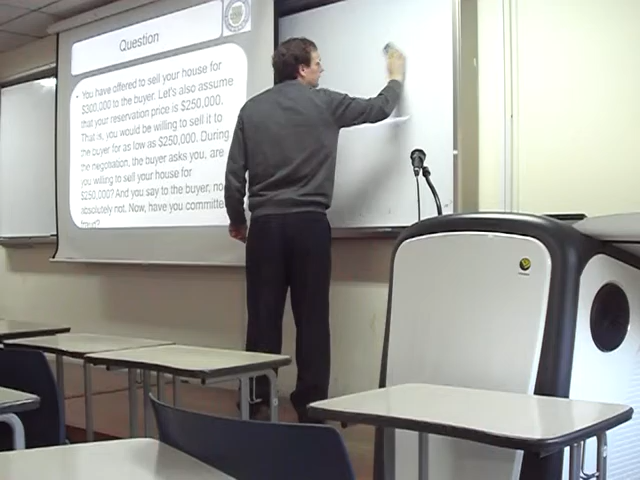 Question
• You have offered to sell your house for
$300,000 to the buyer. Let's also assume
that your reservation price is $250,000.
That is, you would be willing to sell it to
the buyer for as low as $250,000. During
the negotiation, the buyer asks you, are
you willing to sell your house for
$250,000? And you say to the buyer, no
absolutely not. Now, have you committe